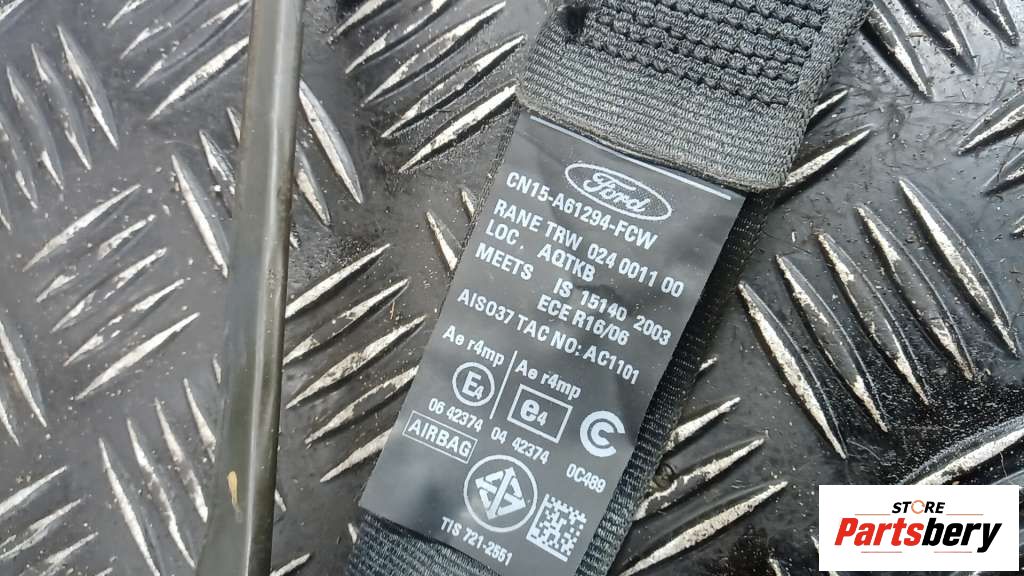 Ford
CN15-A61294-FCW
RANE TRW 024 0011 00
LOC. AQTKB
MEETS IS 15140 2003
ECE R16/06
AIS037 TAC NO: AC1101
Ae r4mp Ae r4mp
E4 e4
06 42374 04 42374 0C489
AIRBAG
TIS 721-2551
STORE
Partsbery